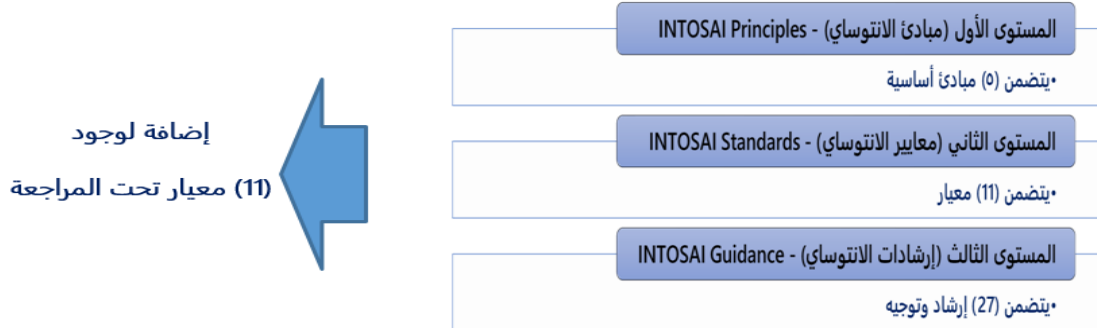 المستوى الأول (مبادئ الانتوساي) - INTOSAI Principles
•يتضمن (٥) مبادئ أساسية
المستوى الثاني (معايير الانتوساي) - INTOSAI Standards
•يتضمن (11) معيار
المستوى الثالث (إرشادات الانتوساي) - INTOSAI Guidance
•يتضمن (27) إرشاد وتوجيه
إضافة لوجود
(11) معيار تحت المراجعة